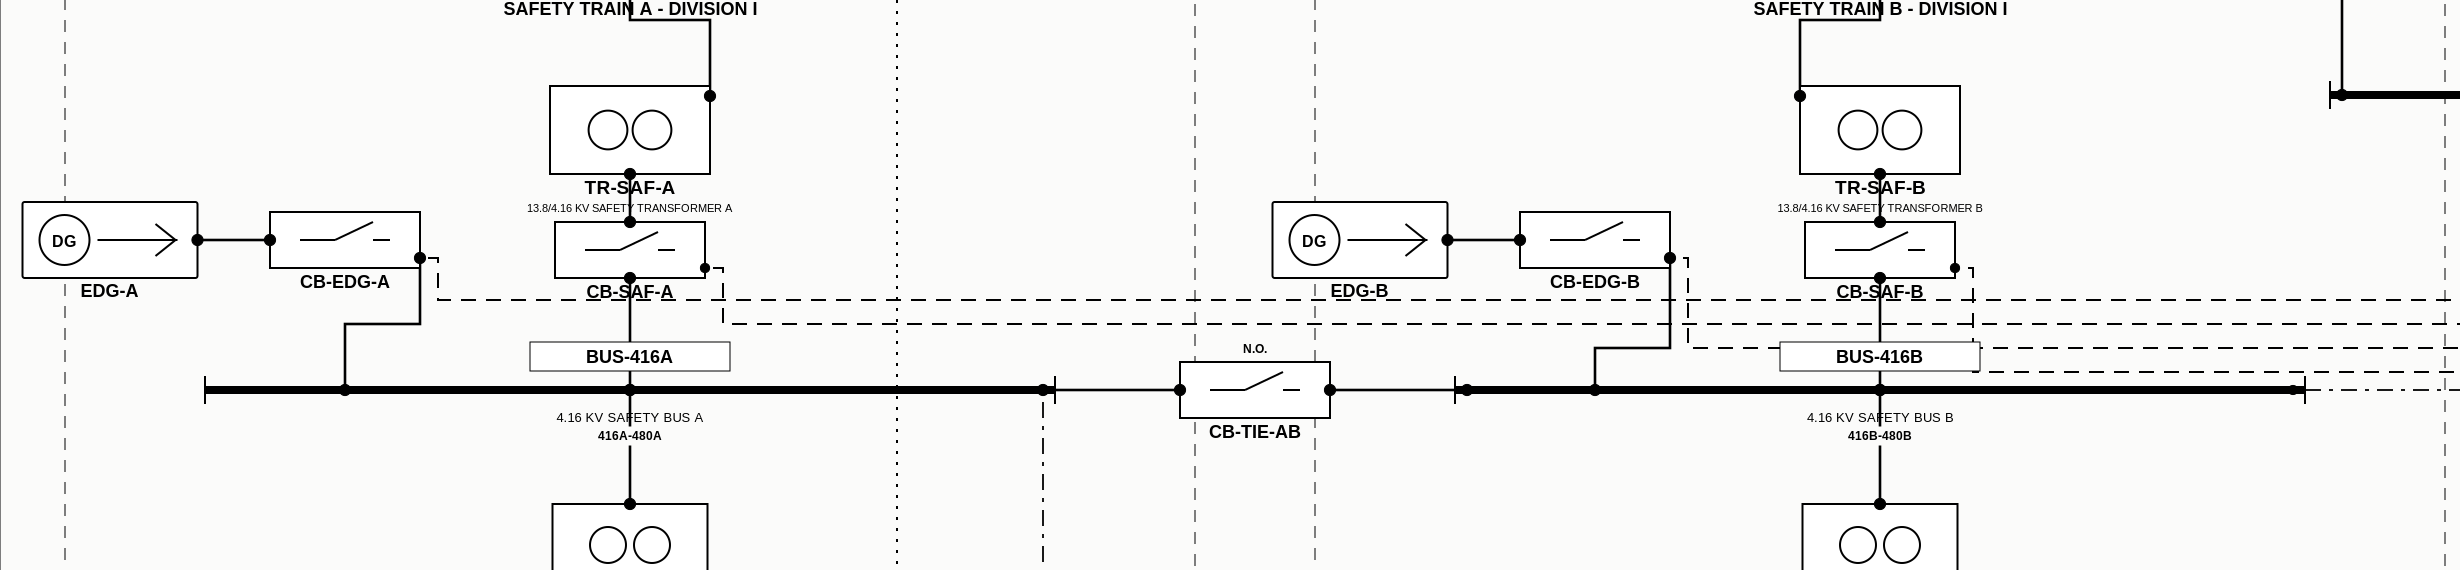 SAFETY TRAIN A - DIVISION I
SAFETY TRAIN B - DIVISION I
TR-SAF-A
13.8/4.16 KV SAFETY TRANSFORMER A
TR-SAF-B
13.8/4.16 KV SAFETY TRANSFORMER B
DG
EDG-A
CB-EDG-A
CB-SAF-A
DG
EDG-B
CB-EDG-B
CB-SAF-B
BUS-416A
N.O.
BUS-416B
CB-TIE-AB
4.16 KV SAFETY BUS A
416A-480A
4.16 KV SAFETY BUS B
416B-480B